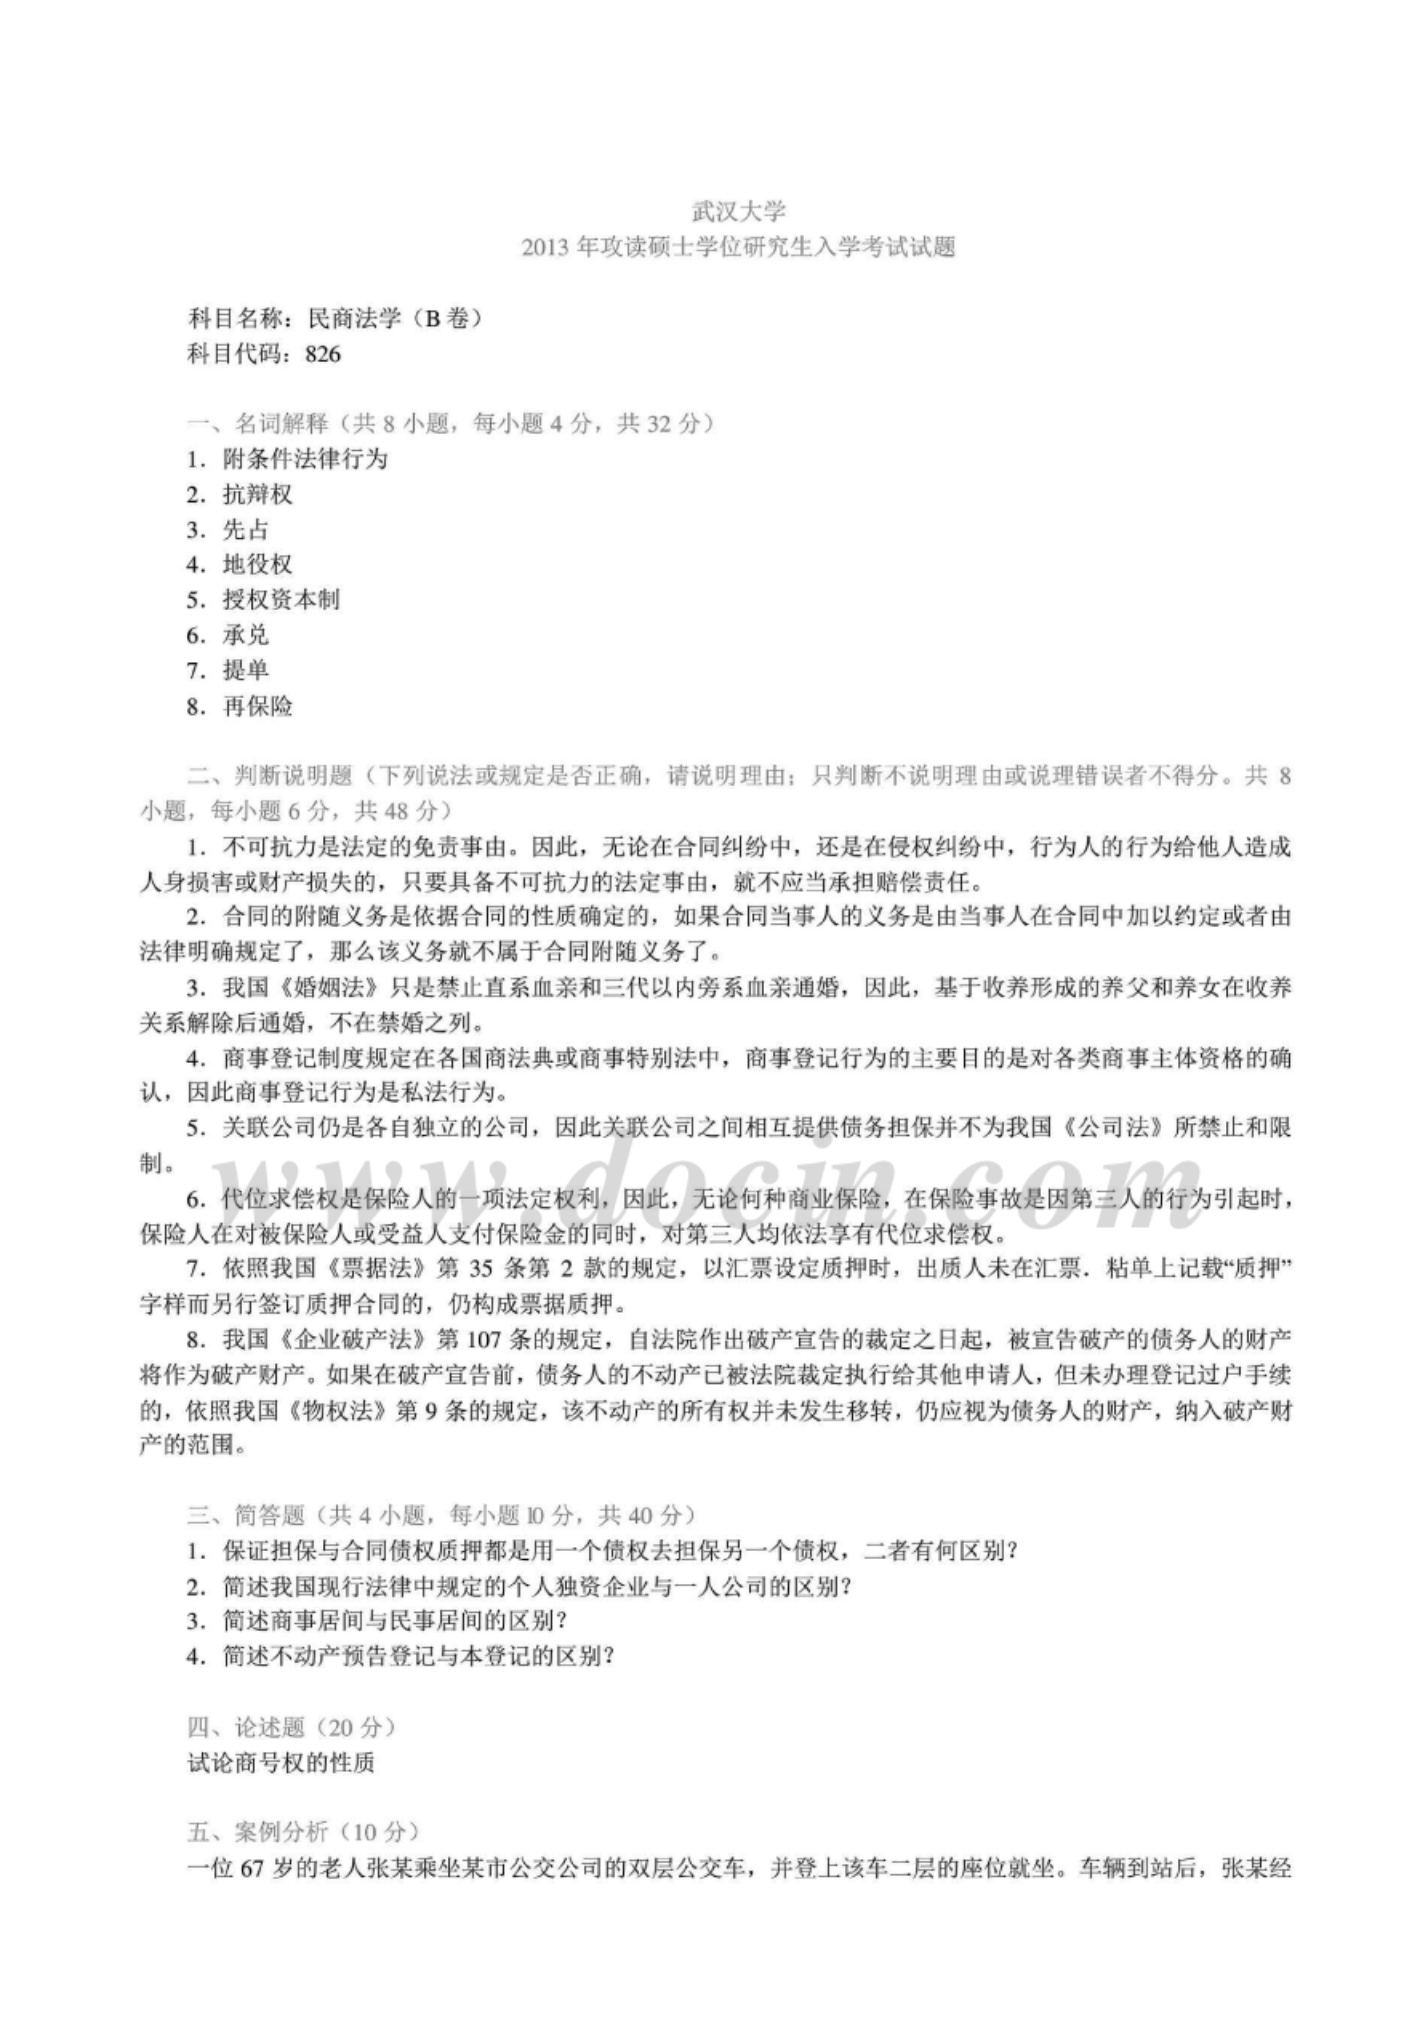 武汉大学
2013 年攻读硕士学位研究生入学考试试题
科目名称：民商法学（B 卷）
科目代码：826
一、名词解释（共 8 小题，每小题 4 分，共 32 分）
1．附条件法律行为
2．抗辩权
3．先占
4．地役权
5．授权资本制
6．承兑
7．提单
8．再保险
二、判断说明题（下列说法或规定是否正确，请说明理由；只判断不说明理由或说理错误者不得分。共 8
小题，每小题 6 分，共 48 分）
1．不可抗力是法定的免责事由。因此，无论在合同纠纷中，还是在侵权纠纷中，行为人的行为给他人造成
人身损害或财产损失的，只要具备不可抗力的法定事由，就不应当承担赔偿责任。
2．合同的附随义务是依据合同的性质确定的，如果合同当事人的义务是由当事人在合同中加以约定或者由
法律明确规定了，那么该义务就不属于合同附随义务了。
3．我国《婚姻法》只是禁止直系血亲和三代以内旁系血亲通婚，因此，基于收养形成的养父和养女在收养
关系解除后通婚，不在禁婚之列。
4．商事登记制度规定在各国商法典或商事特别法中，商事登记行为的主要目的是对各类商事主体资格的确
认，因此商事登记行为是私法行为。
5．关联公司仍是各自独立的公司，因此关联公司之间相互提供债务担保并不为我国《公司法》所禁止和限
制。
www.docin.com
6．代位求偿权是保险人的一项法定权利，因此，无论何种商业保险，在保险事故是因第三人的行为引起时，
保险人在对被保险人或受益人支付保险金的同时，对第三人均依法享有代位求偿权。
7．依照我国《票据法》第 35 条第 2 款的规定，以汇票设定质押时，出质人未在汇票．粘单上记载“质押”
字样而另行签订质押合同的，仍构成票据质押。
8．我国《企业破产法》第 107 条的规定，自法院作出破产宣告的裁定之日起，被宣告破产的债务人的财产
将作为破产财产。如果在破产宣告前，债务人的不动产已被法院裁定执行给其他申请人，但未办理登记过户手续
的，依照我国《物权法》第 9 条的规定，该不动产的所有权并未发生移转，仍应视为债务人的财产，纳入破产财
产的范围。
三、简答题（共 4 小题，每小题 l0 分，共 40 分）
1．保证担保与合同债权质押都是用一个债权去担保另一个债权，二者有何区别？
2．简述我国现行法律中规定的个人独资企业与一人公司的区别？
3．简述商事居间与民事居间的区别？
4．简述不动产预告登记与本登记的区别？
四、论述题（20 分）
试论商号权的性质
五、案例分析（10 分）
一位 67 岁的老人张某乘坐某市公交公司的双层公交车，并登上该车二层的座位就坐。车辆到站后，张某经